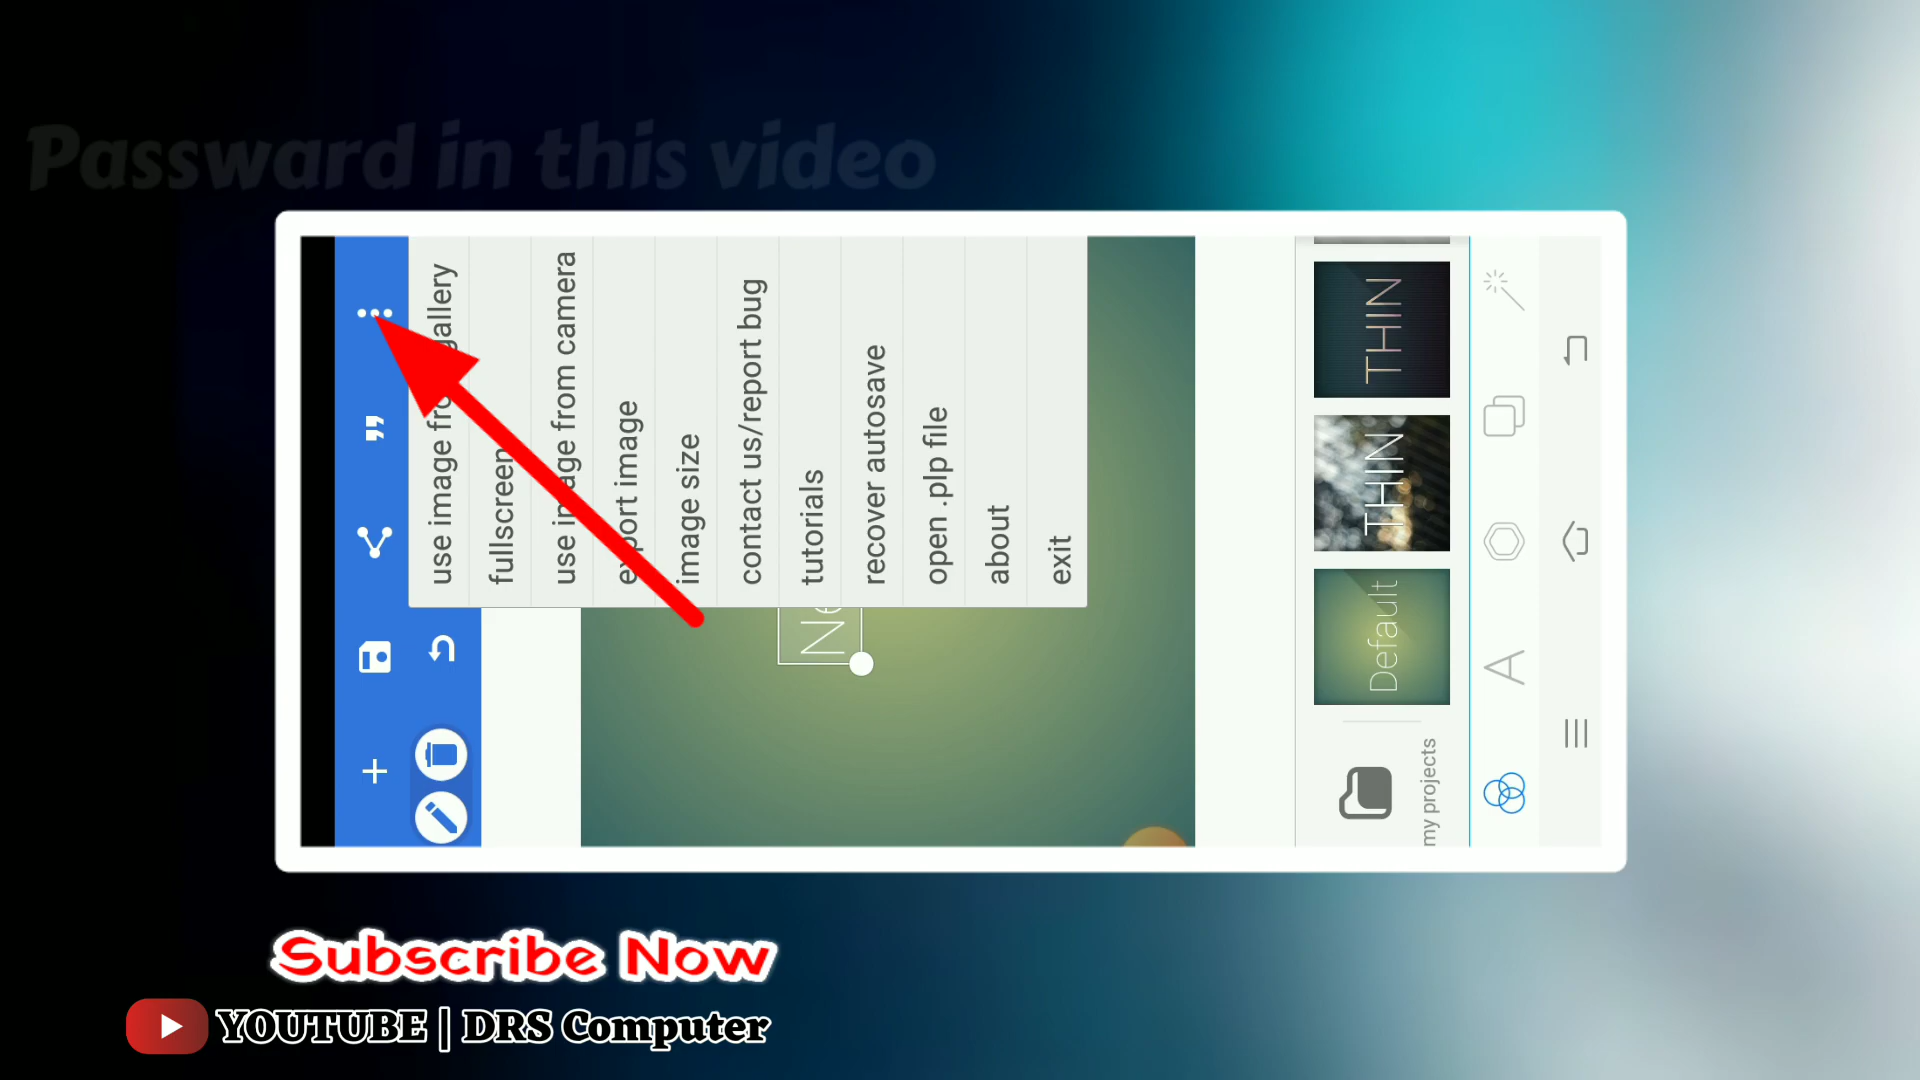 Passward in this video
use image from gallery
fullscreen
use image from camera
export image
image size
contact us/report bug
tutorials
recover autosave
open .plp file
about
exit
Ne
THIN
THIN
Default
my projects
Subscribe Now
YOUTUBE | DRS Computer